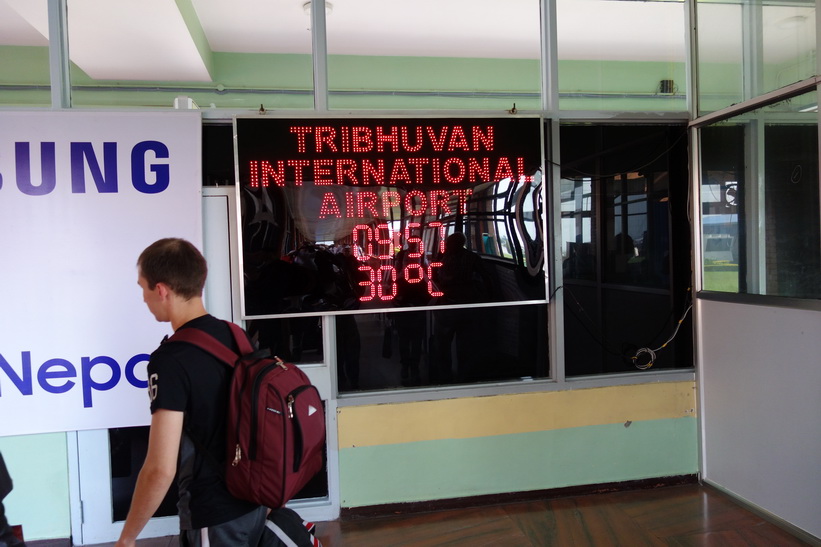 SUNG
Nepa
TRIBHUVAN
INTERNATIONAL
AIRPORT
09:57
30°C